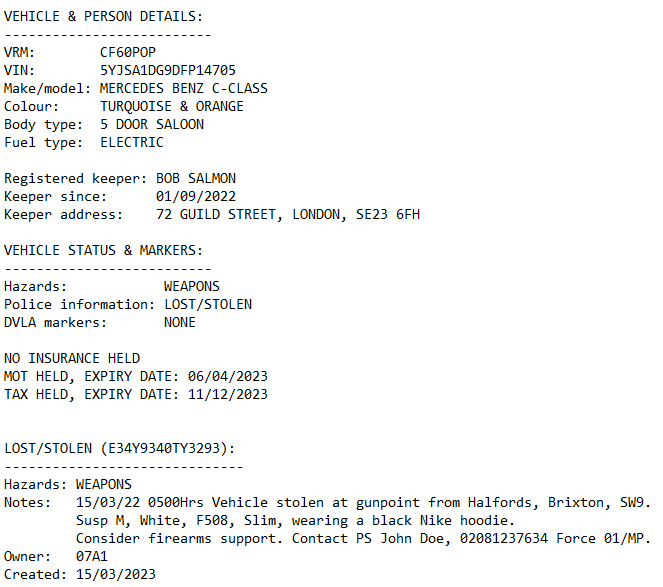 VEHICLE & PERSON DETAILS:
--------------------------
VRM: CF60POP
VIN: 5YJSA1DG9DFP14705
Make/model: MERCEDES BENZ C-CLASS
Colour: TURQUOISE & ORANGE
Body type: 5 DOOR SALOON
Fuel type: ELECTRIC
Registered keeper: BOB SALMON
Keeper since: 01/09/2022
Keeper address: 72 GUILD STREET, LONDON, SE23 6FH
VEHICLE STATUS & MARKERS:
--------------------------
Hazards: WEAPONS
Police information: LOST/STOLEN
DVLA markers: NONE
NO INSURANCE HELD
MOT HELD, EXPIRY DATE: 06/04/2023
TAX HELD, EXPIRY DATE: 11/12/2023
LOST/STOLEN (E34Y9340TY3293):
------------------------------
Hazards: WEAPONS
Notes: 15/03/22 0500Hrs Vehicle stolen at gunpoint from Halfords, Brixton, SW9.
Susp M, White, F508, Slim, wearing a black Nike hoodie.
Consider firearms support. Contact PS John Doe, 02081237634 Force 01/MP.
Owner: 07A1
Created: 15/03/2023